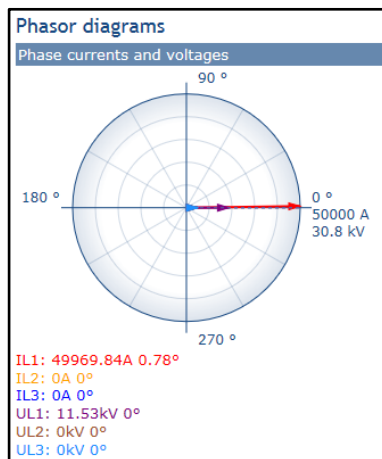 Phasor diagrams
Phase currents and voltages
90 °
180 °
0 °
50000 A
30.8 kV
270 °
IL1: 49969.84A 0.78°
IL2: 0A 0°
IL3: 0A 0°
UL1: 11.53kV 0°
UL2: 0kV 0°
UL3: 0kV 0°